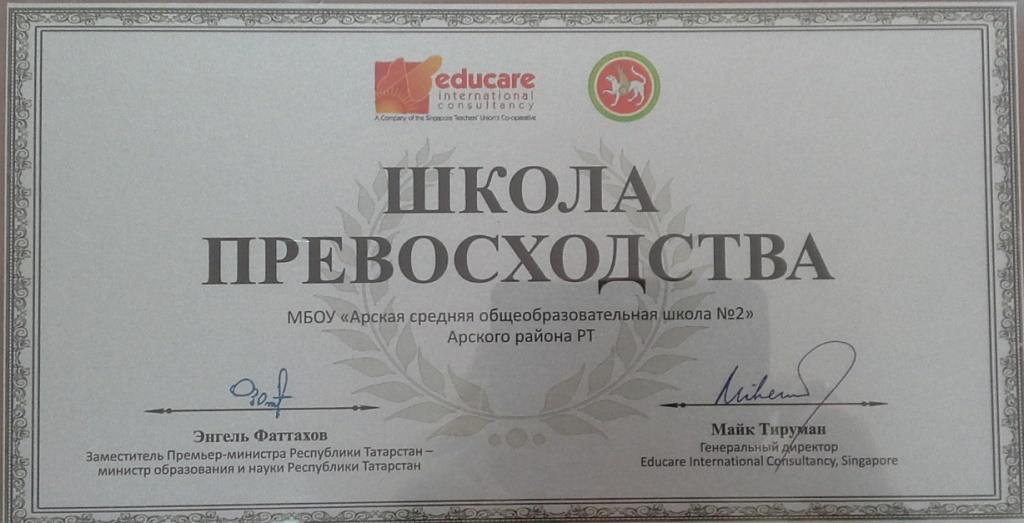 educare
international
consultancy
A Company of the Singapore Teachers' Union's Co-operative
ШКОЛА
ПРЕВОСХОДСТВА
МБОУ «Арская средняя общеобразовательная школа №2»
Арского района РТ
Энгель Фаттахов
Заместитель Премьер-министра Республики Татарстан –
министр образования и науки Республики Татарстан
Майк Тируман
Генеральный директор
Educare International Consultancy, Singapore